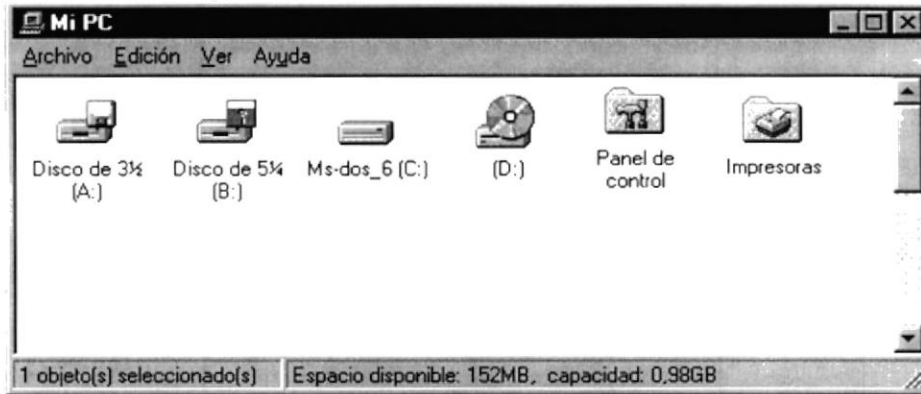 Mi PC
Archivo Edición Ver Ayuda
Disco de 3½
(A:)
Disco de 5¼
(B:)
Ms-dos_6 (C:)
(D:)
Panel de
control
Impresoras
1 objeto(s) seleccionado(s) Espacio disponible: 152MB, capacidad: 0,98GB